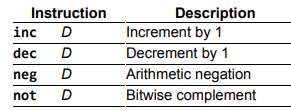 Instruction Description
inc D Increment by 1
dec D Decrement by 1
neg D Arithmetic negation
not D Bitwise complement